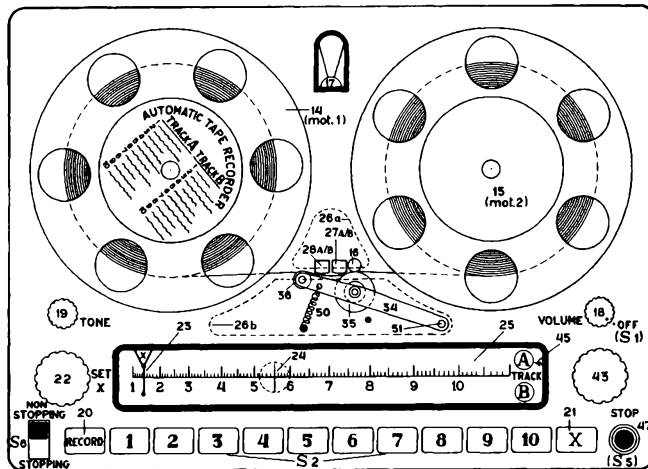 17
14
(mot.1)
AUTOMATIC TAPE RECORDER
TRACK A TRACK B
15
(mot.2)
26a
27A/B
28A/B
16
36
50
35
34
51
26b
19 TONE
VOLUME 18
OFF
(S1)
23
24
25
45
22
SET
X
X
1 2 3 4 5 6 7 8 9 10
A
TRACK
B
43
NON
STOPPING
S6
STOPPING
20
RECORD 1 2 3 4 5 6 7 8 9 10 X
S2
21
STOP
47
(S5)